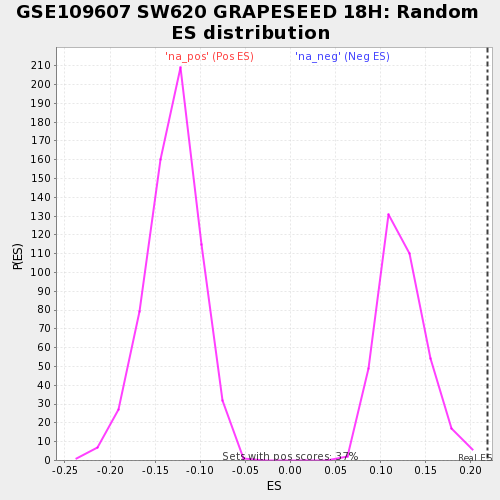 GSE109607 SW620 GRAPESEED 18H: Random
ES distribution
'na_pos' (Pos ES) 'na_neg' (Neg ES)
210
200
190
180
170
160
150
140
130
120
110
100
90
80
70
60
50
40
30
20
10
0
P(ES)
Sets with pos scores: 37%
Real ES
-0.25 -0.20 -0.15 -0.10 -0.05 0.00 0.05 0.10 0.15 0.20
ES